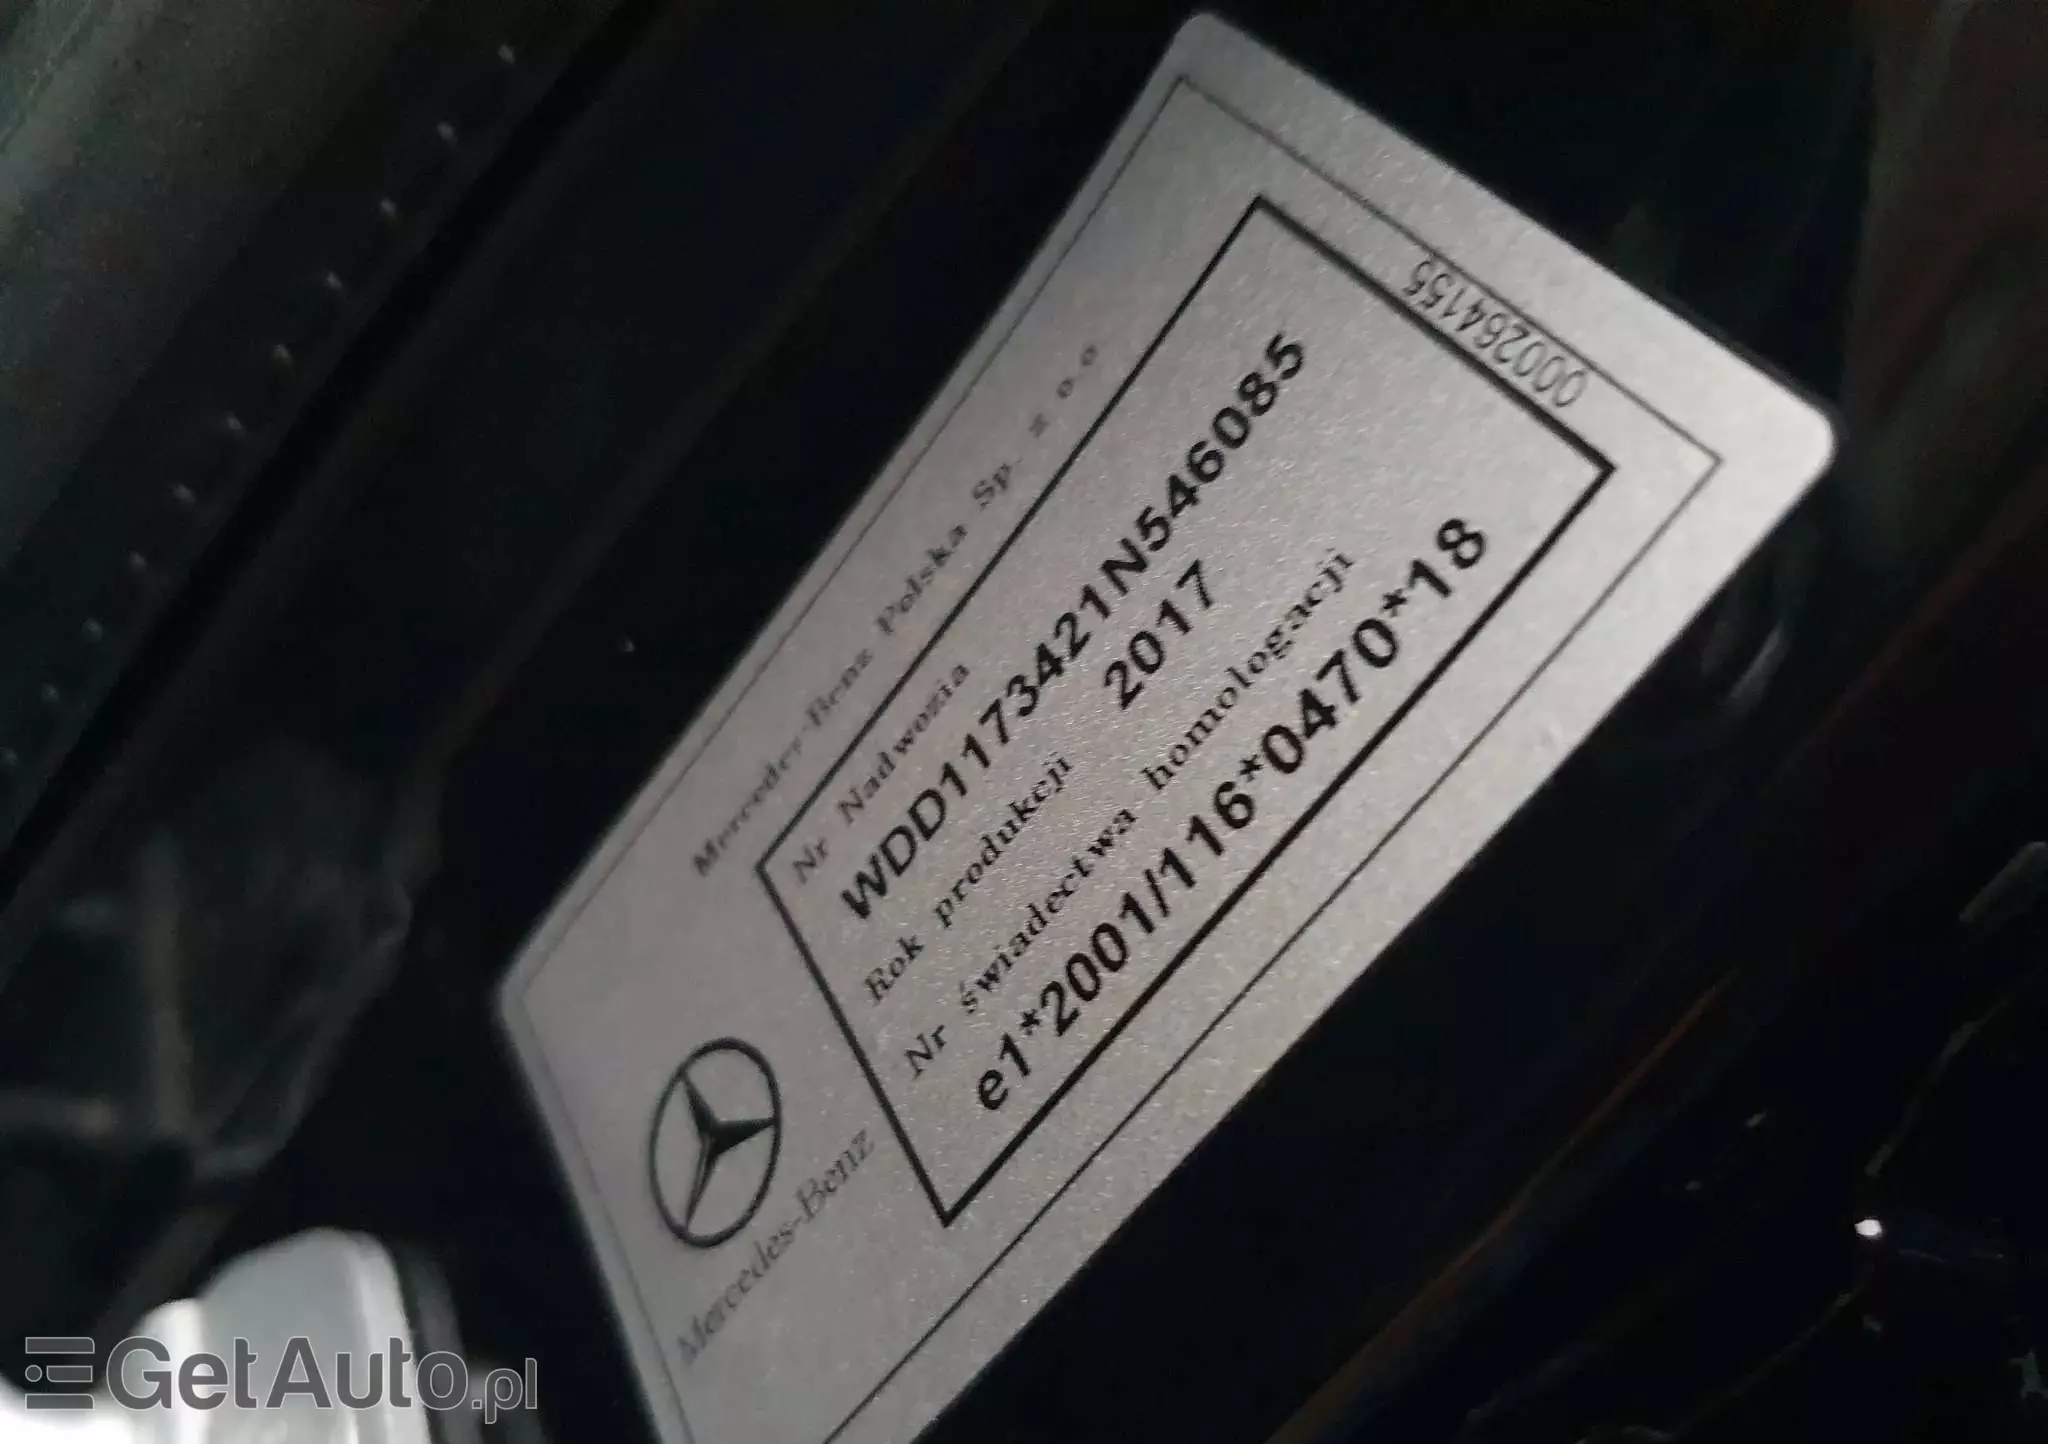 Mercedes-Benz Polska Sp. z o.o
000264155
Nr Nadwozia
WDD1173421N546085
Rok produkcji 2017
Nr świadectwa homologacji
e1*2001/116*0470*18
Mercedes-Benz
GetAuto.pl